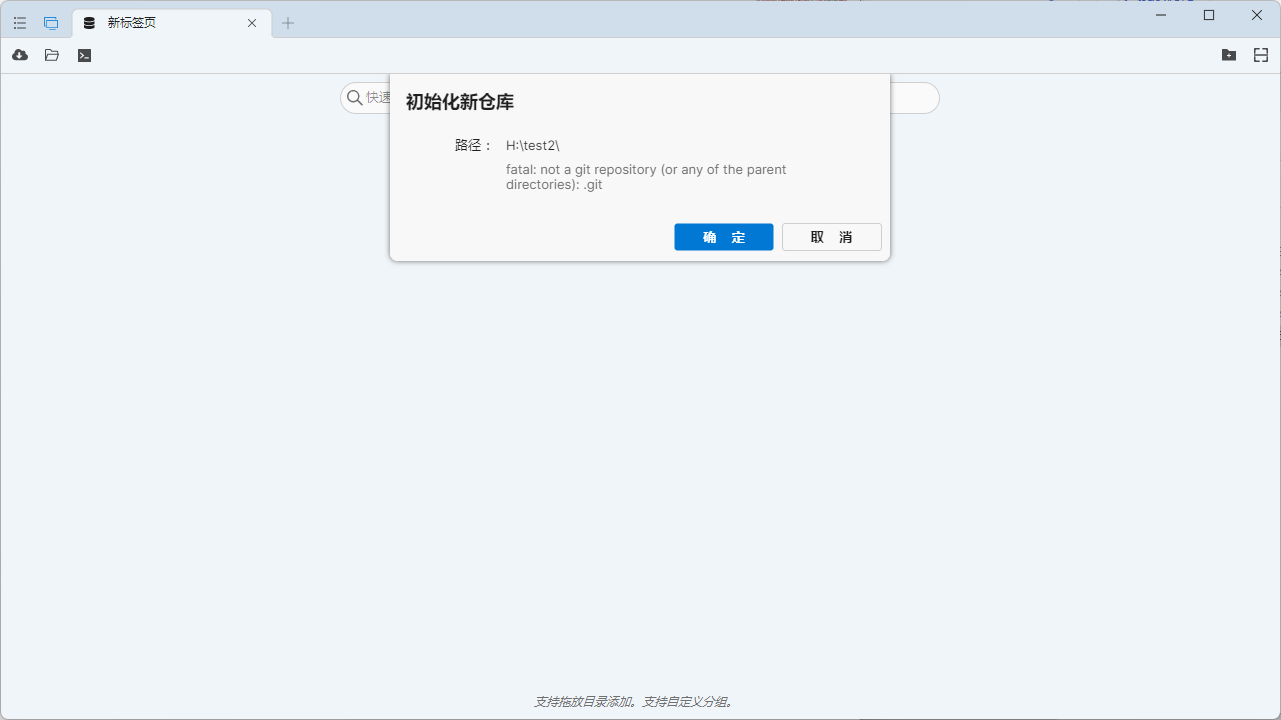 新标签页
快速
初始化新仓库
路径： H:\test2\
fatal: not a git repository (or any of the parent
directories): .git
确 定
取 消
支持拖放目录添加。支持自定义分组。